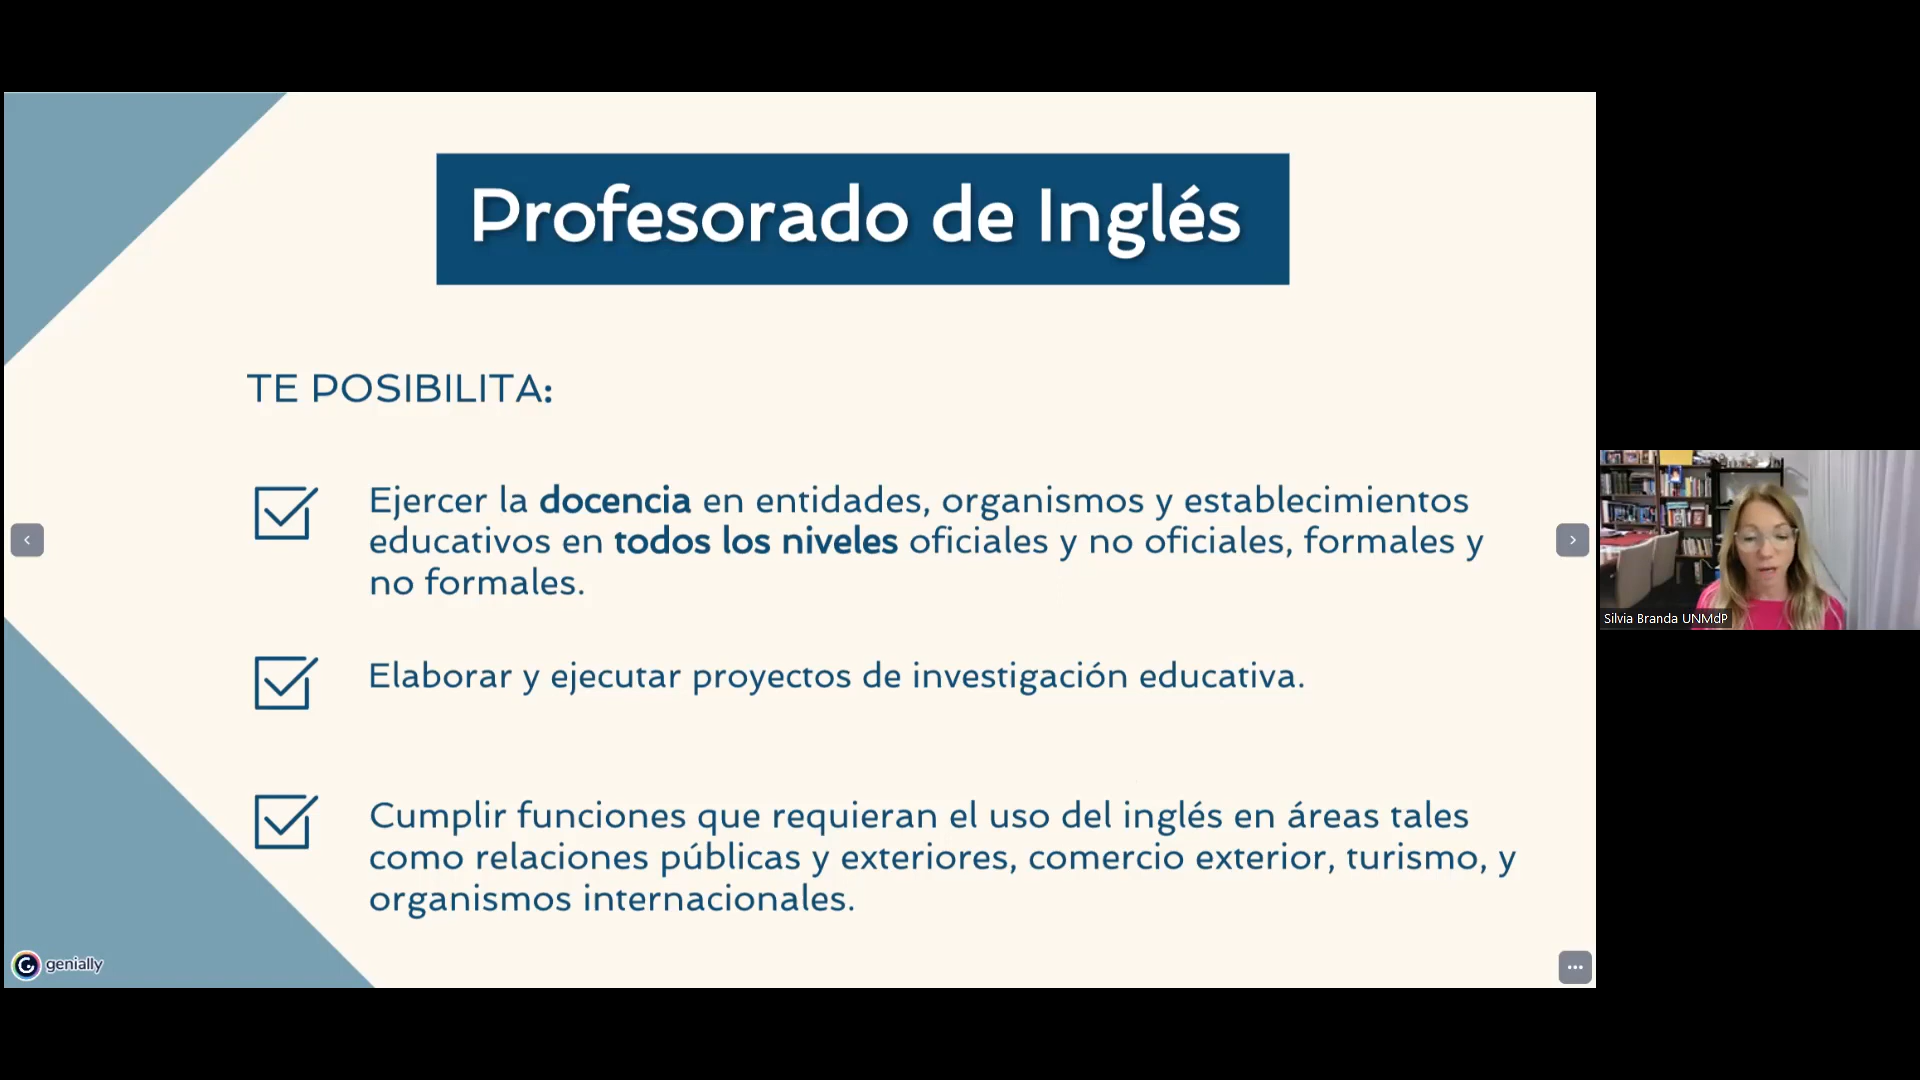 Profesorado de Inglés
TE POSIBILITA:
Ejercer la docencia en entidades, organismos y establecimientos
educativos en todos los niveles oficiales y no oficiales, formales y
no formales.
Elaborar y ejecutar proyectos de investigación educativa.
Cumplir funciones que requieran el uso del inglés en áreas tales
como relaciones públicas y exteriores, comercio exterior, turismo, y
organismos internacionales.
genially
Silvia Branda UNMdP